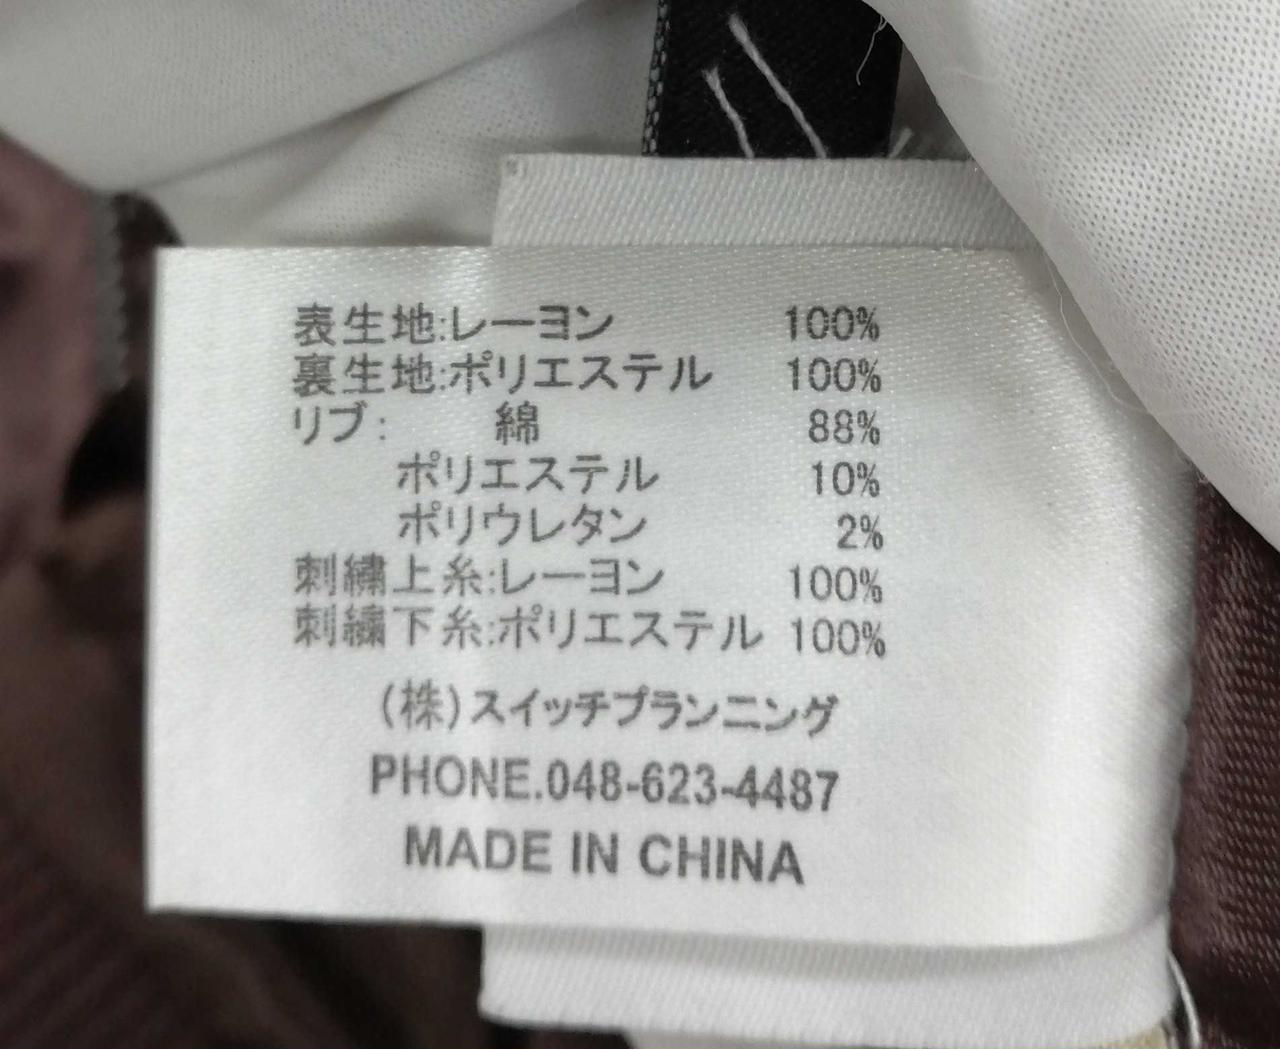 表生地:レーヨン 100%
裏生地:ポリエステル 100%
リブ: 綿 88%
ポリエステル 10%
ポリウレタン 2%
刺繍上糸:レーヨン 100%
刺繍下糸:ポリエステル 100%
(株)スイッチプランニング
PHONE.048-623-4487
MADE IN CHINA